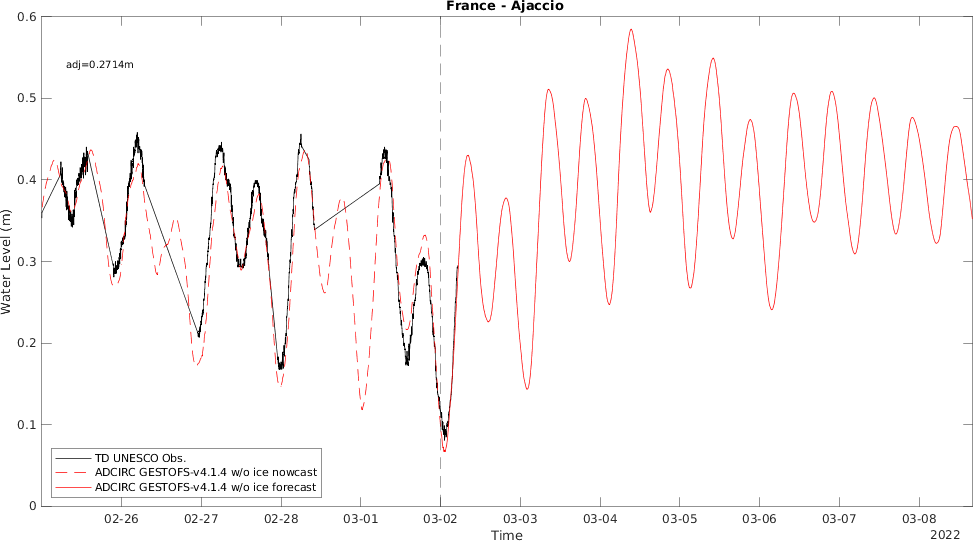 France - Ajaccio
adj=0.2714m
Water Level (m)
0.6
0.5
0.4
0.3
0.2
0.1
0
TD UNESCO Obs.
ADCIRC GESTOFS-v4.1.4 w/o ice nowcast
ADCIRC GESTOFS-v4.1.4 w/o ice forecast
02-26 02-27 02-28 03-01 03-02 03-03 03-04 03-05 03-06 03-07 03-08
Time
2022